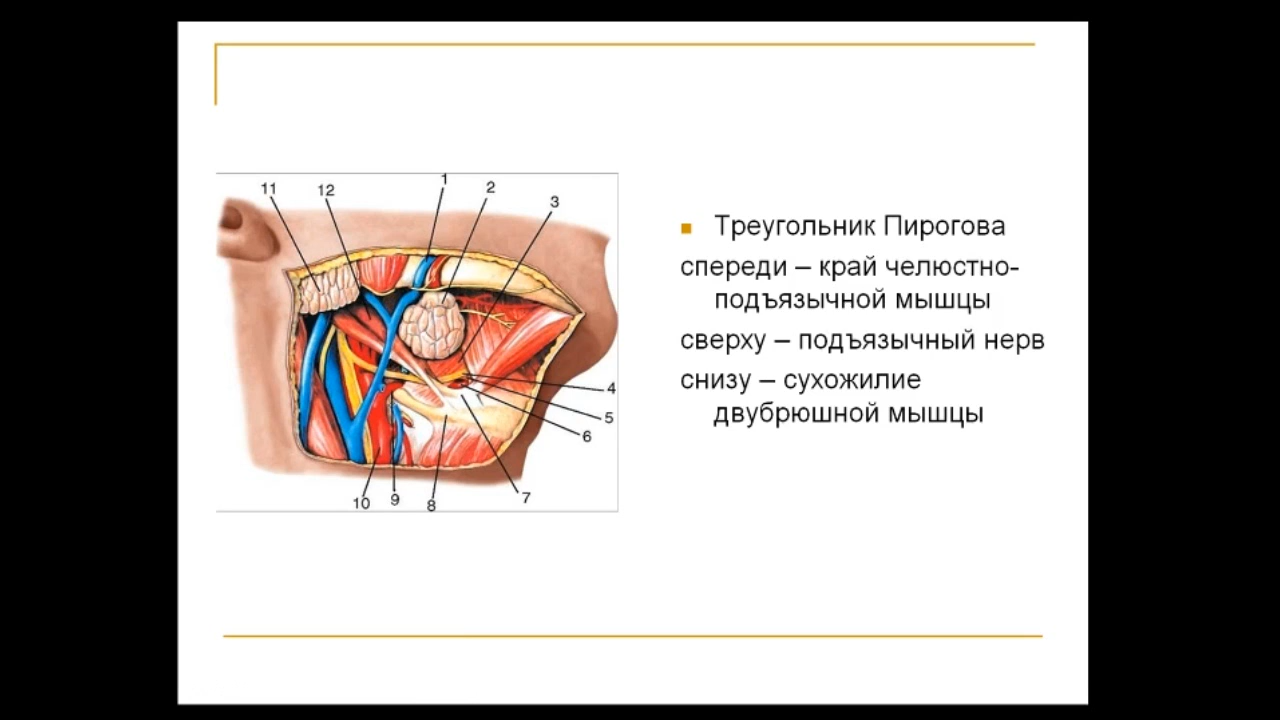 11
12
1
2
3
4
5
6
7
8
9
10
Треугольник Пирогова
спереди – край челюстно-
подъязычной мышцы
сверху – подъязычный нерв
снизу – сухожилие
двубрюшной мышцы